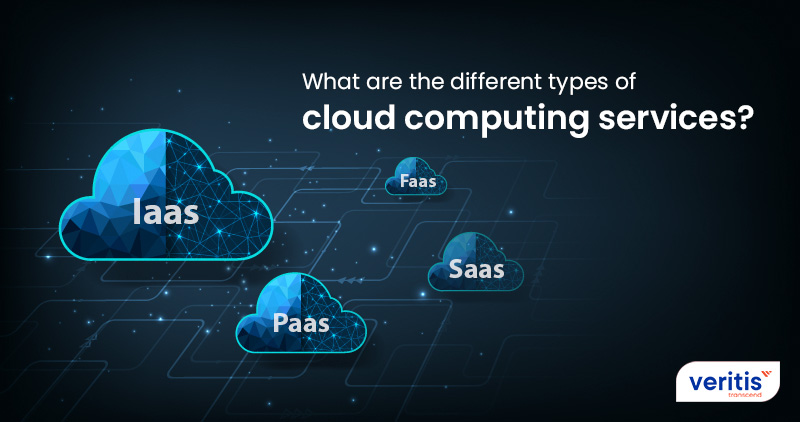 What are the different types of
cloud computing services?
Iaas
Faas
Saas
Paas
veritis
transcend